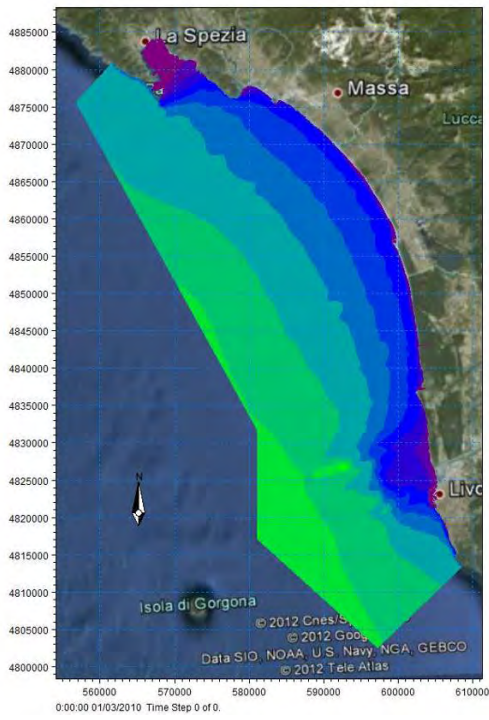 4885000
La Spezia
4880000
Massa
4875000
Lucca
4870000
4865000
4860000
4855000
4850000
4845000
4840000
4835000
4830000
4825000
Livo
4820000
N
4815000
4810000
Isola di Gorgona
© 2012 Cnes/S
4805000
© 2012 Goog
Data SIO, NOAA, U.S. Navy, NGA, GEBCO
4800000
© 2012 Tele Atlas
560000 570000 580000 590000 600000 610000
0:00:00 01/03/2010 Time Step 0 of 0.